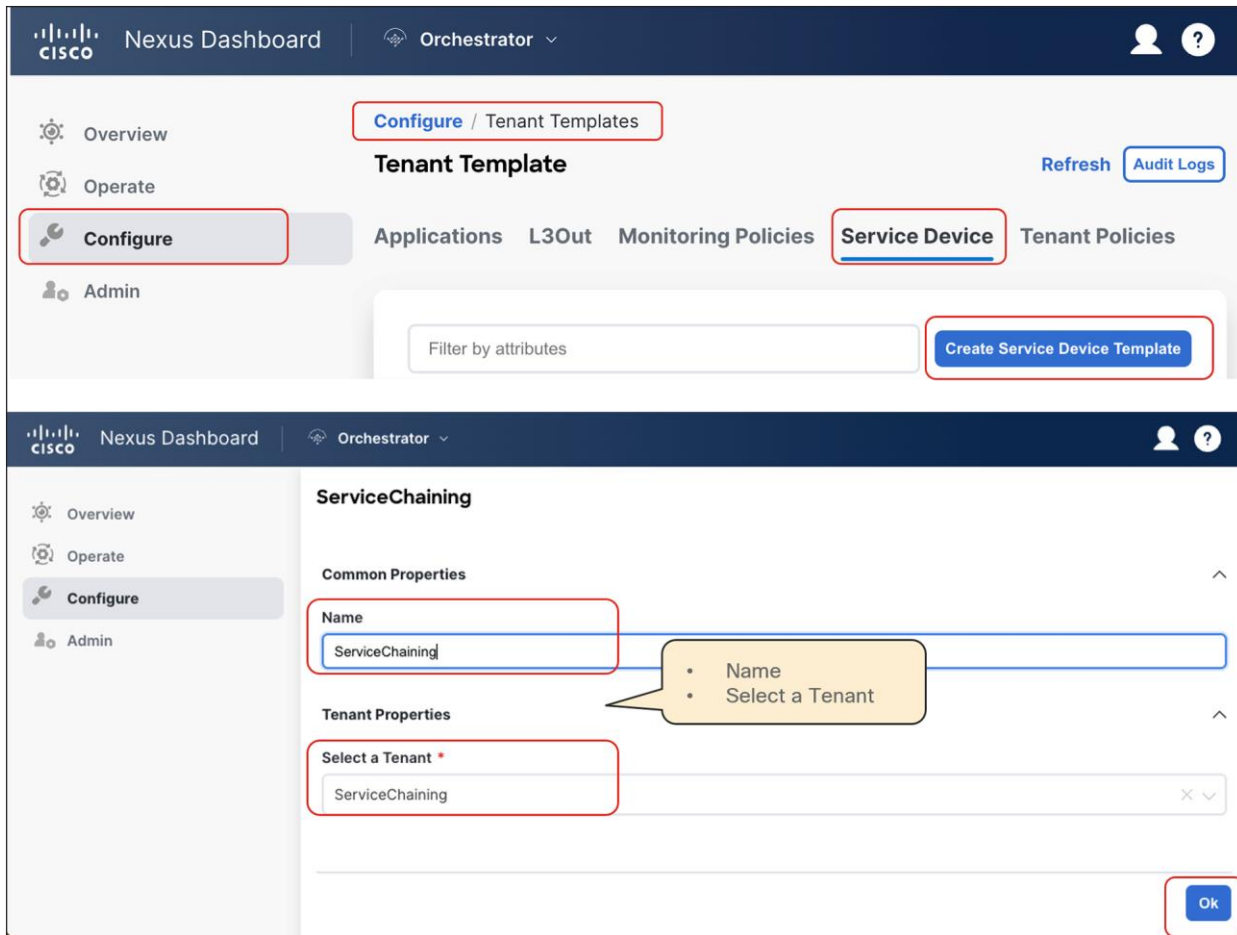 CISCO Nexus Dashboard Orchestrator ?
Overview
Operate
Configure
Admin
Configure / Tenant Templates
Tenant Template
Refresh Audit Logs
Applications L3Out Monitoring Policies Service Device Tenant Policies
Filter by attributes
Create Service Device Template
CISCO Nexus Dashboard Orchestrator ?
Overview
Operate
Configure
Admin
ServiceChaining
Common Properties
Name
ServiceChaining
• Name
• Select a Tenant
Tenant Properties
Select a Tenant *
ServiceChaining
Ok